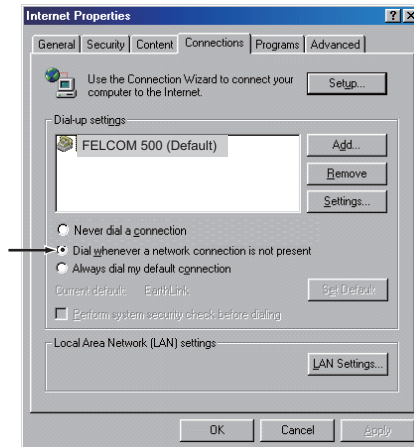 Internet Properties
General Security Content Connections Programs Advanced
Use the Connection Wizard to connect your
computer to the Internet.
Setup...
Dial-up settings
FELCOM 500 (Default)
Add...
Remove
Settings...
Never dial a connection
Dial whenever a network connection is not present
Always dial my default connection
Current default: EarthLink
Set Default
Perform system security check before dialing
Local Area Network (LAN) settings
LAN Settings...
OK Cancel Apply